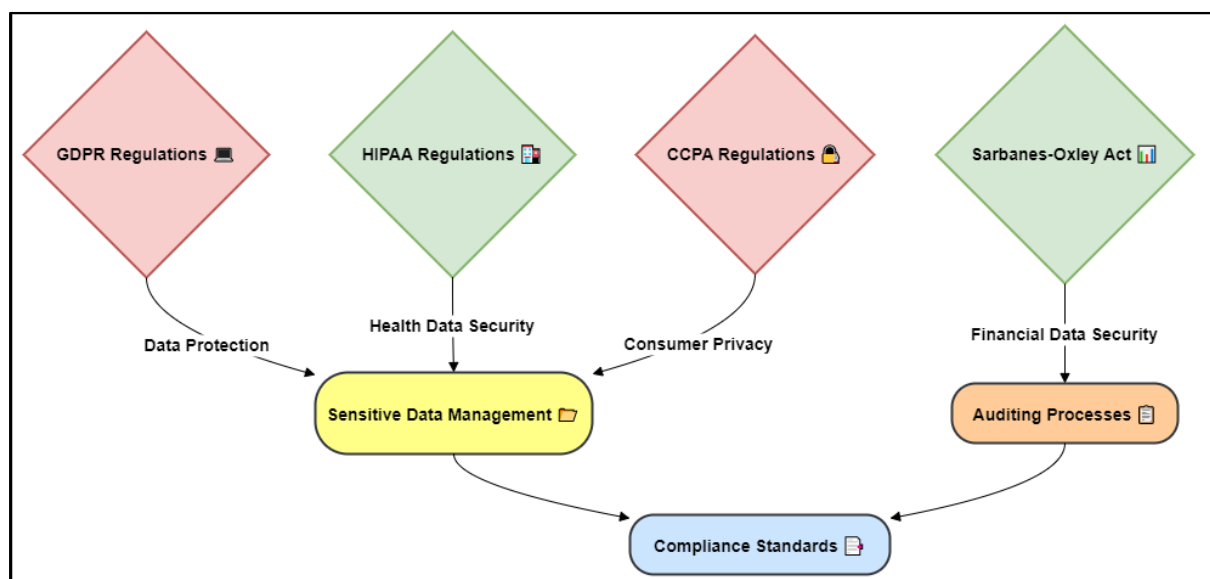 GDPR Regulations 💻
HIPAA Regulations 🏥
CCPA Regulations 🔒
Sarbanes-Oxley Act 📊
Health Data Security
Financial Data Security
Data Protection
Consumer Privacy
Sensitive Data Management 📂
Auditing Processes 📋
Compliance Standards 📑